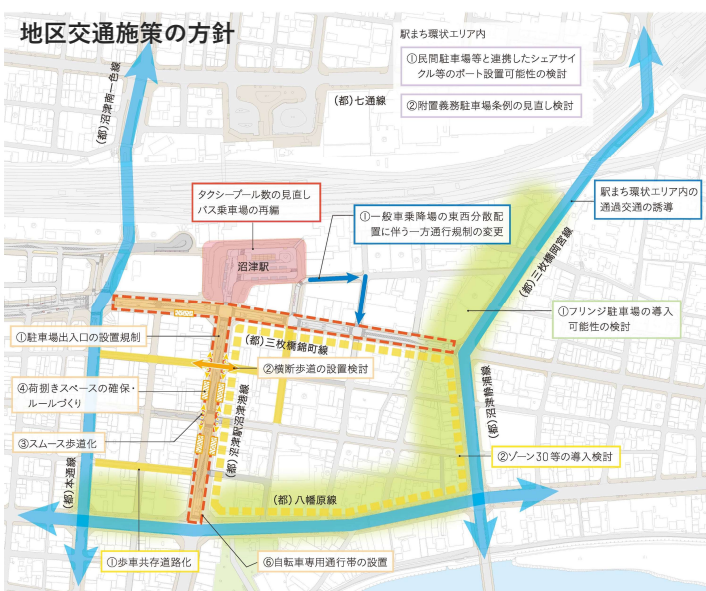 地区交通施策の方針
駅まち環状エリア内
①民間駐車場等と連携したシェアサイ
クル等のポート設置可能性の検討
②附置義務駐車場条例の見直し検討
(都)沼津南一色線
(都)七通線
タクシープール数の見直し
バス乗車場の再編
①一般車乗降場の東西分散配
置に伴う一方通行規制の変更
駅まち環状エリア内の
通過交通の誘導
沼津駅
(都)三枚橋岡宮線
①フリンジ駐車場の導入
可能性の検討
①駐車場出入口の設置規制
(都)三枚橋錦町線
②横断歩道の設置検討
④荷捌きスペースの確保・
ルールづくり
(都)沼津駅沼津港線
(都)沼津静浦線
③スムース歩道化
②ゾーン30等の導入検討
(都)本通線
(都)八幡原線
①歩車共存道路化
⑥自転車専用通行帯の設置